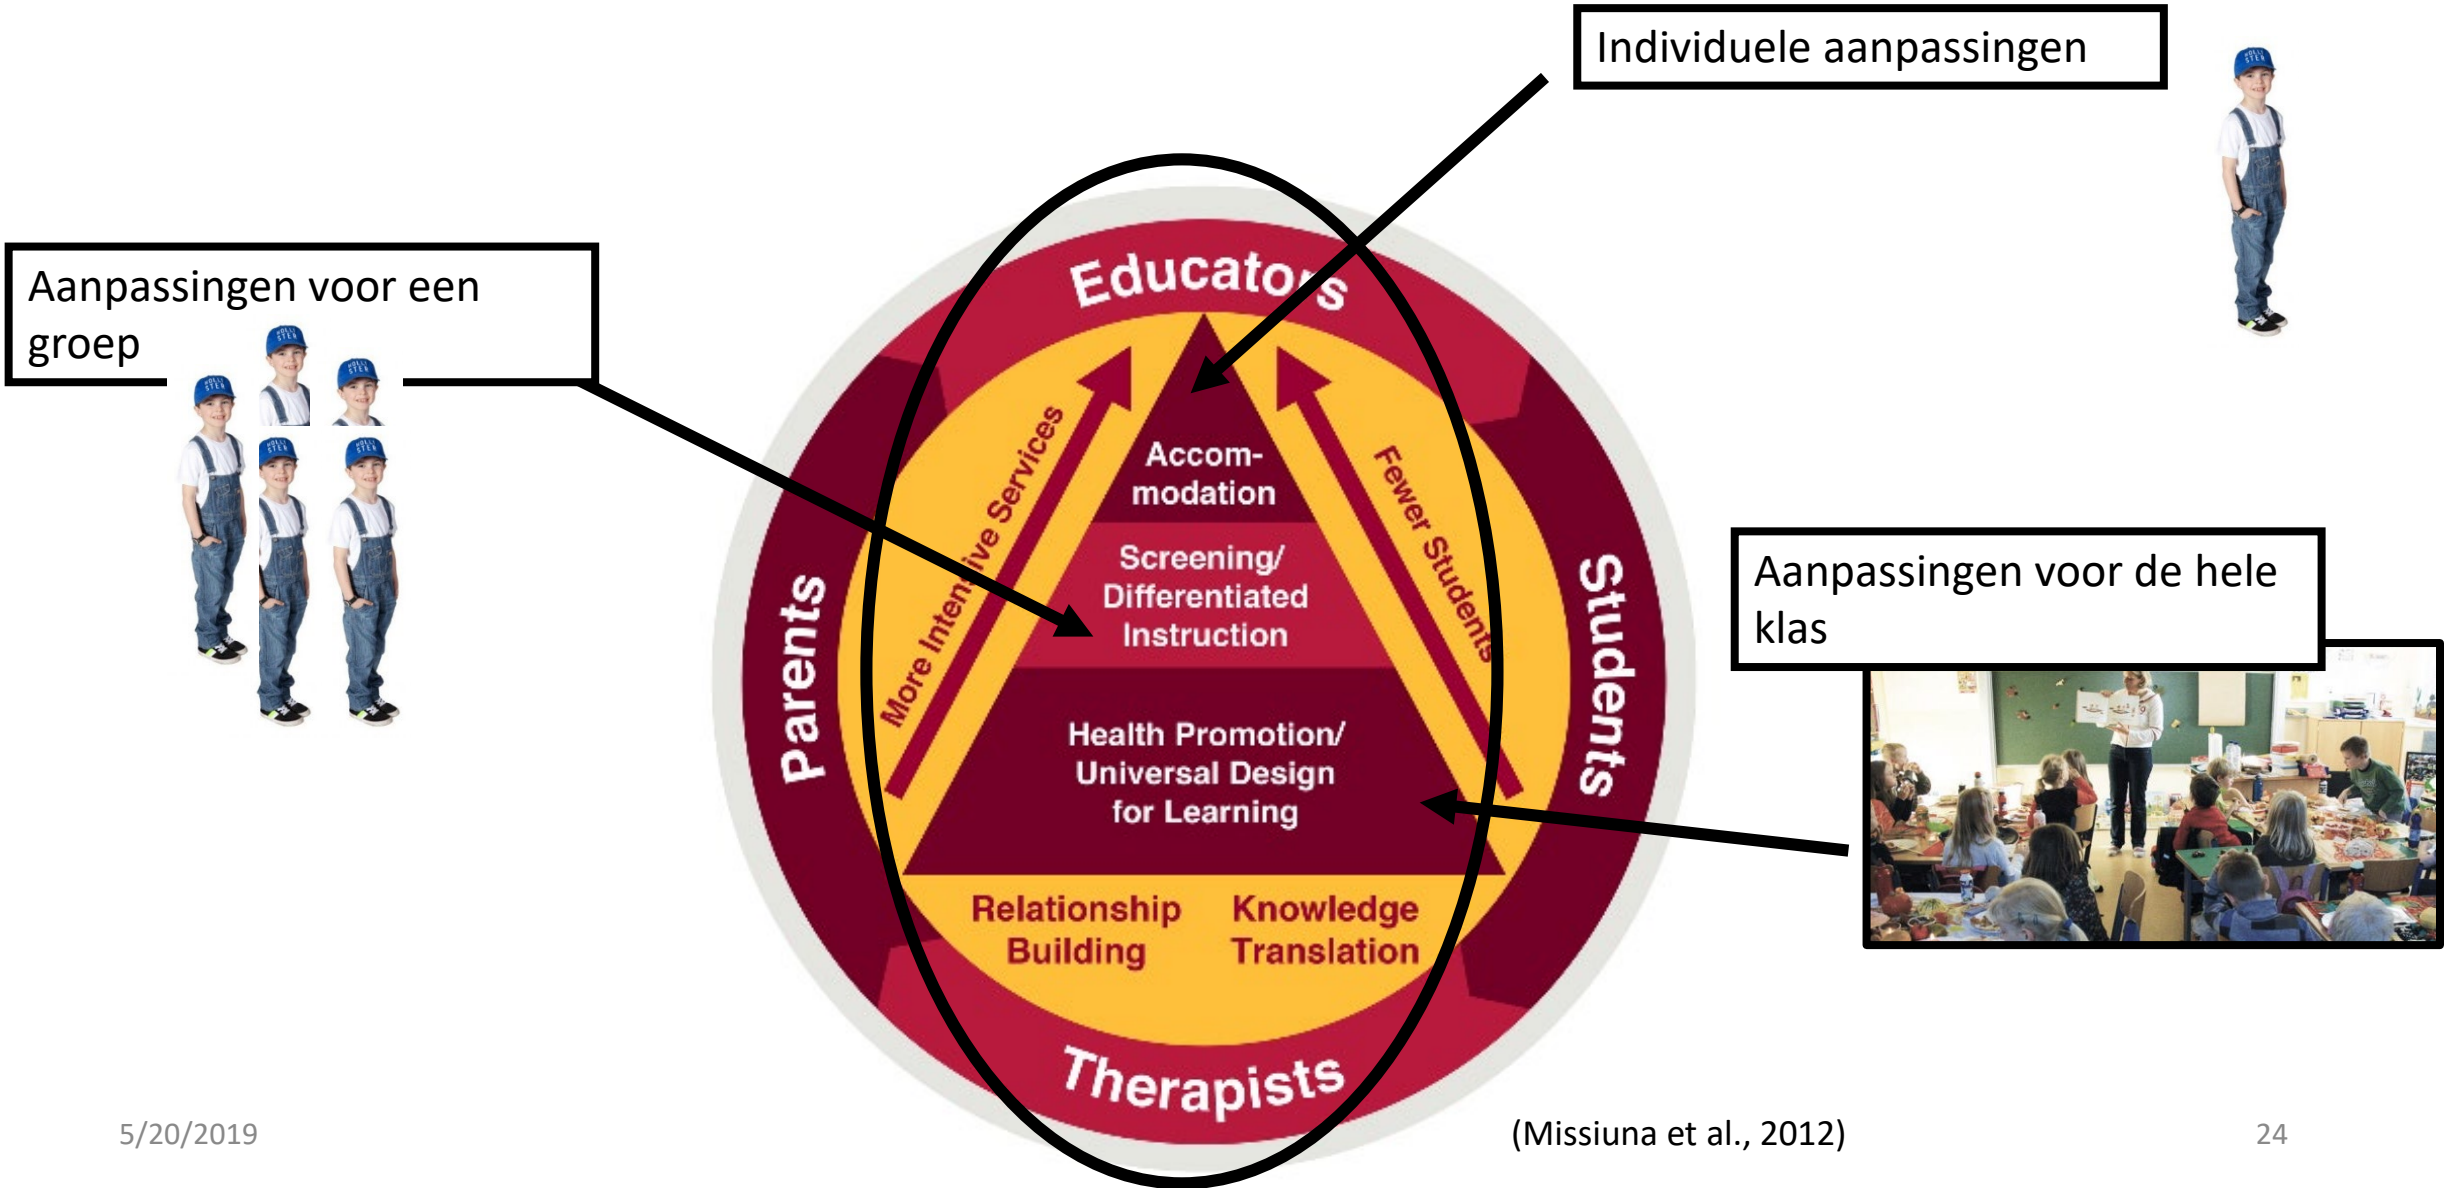 Individuele aanpassingen
Aanpassingen voor een
groep
Educators
Parents
Students
Therapists
More Intensive Services
Fewer Students
Accom-
modation
Screening/
Differentiated
Instruction
Health Promotion/
Universal Design
for Learning
Relationship
Building
Knowledge
Translation
Aanpassingen voor de hele
klas
5/20/2019
(Missiuna et al., 2012)
24